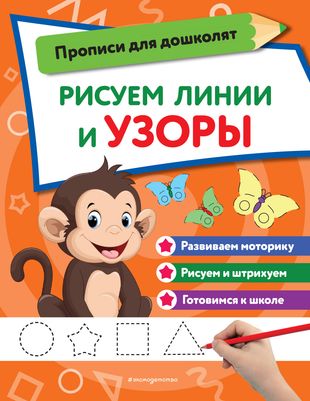 Прописи для дошколят
РИСУЕМ ЛИНИИ
и УЗОРЫ
Развиваем моторику
Рисуем и штрихуем
Готовимся к школе
#эксмодетство